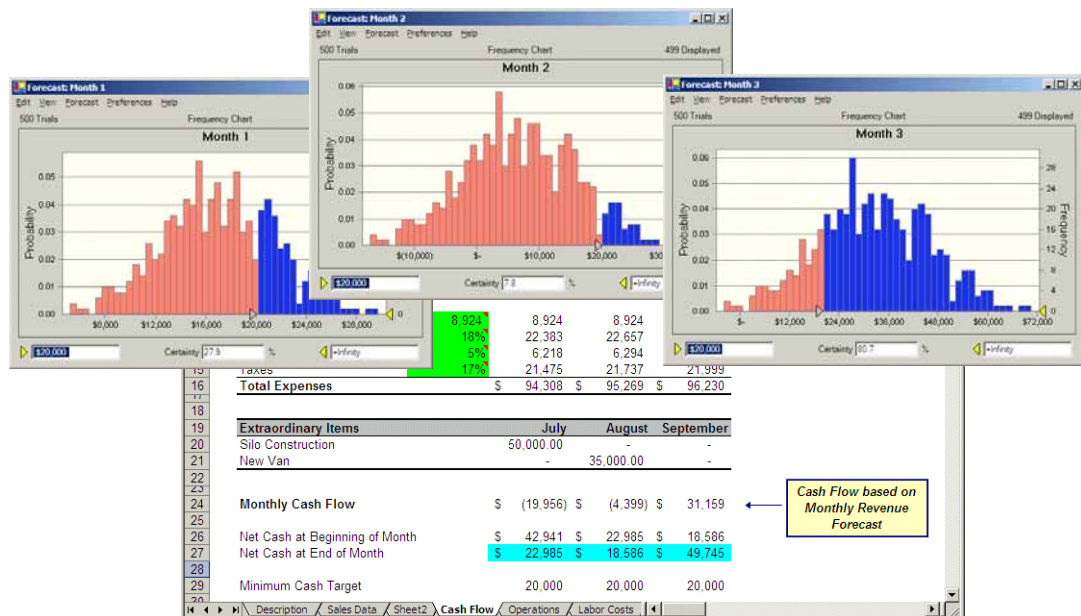 Forecast: Month 1
Edit View Forecast Preferences Help
500 Trials Frequency Chart
Month 1
Probability
0.05
0.04
0.03
0.02
0.01
0.00
0
$8,000 $12,000 $16,000 $20,000 $24,000 $28,000
$20,000 Certainty 27.9 % +Infinity
Forecast: Month 2
Edit View Forecast Preferences Help
500 Trials Frequency Chart 499 Displayed
Month 2
Probability
0.06
0.05
0.04
0.03
0.02
0.01
0.00
$(10,000) $- $10,000 $20,000 $30
$20,000 Certainty 7.8 % +Infinity
Forecast: Month 3
Edit View Forecast Preferences Help
500 Trials Frequency Chart 499 Displayed
Month 3
Probability
Frequency
0.06
0.05
0.04
0.03
0.02
0.01
0.00
28
24
20
16
12
8
4
0
$- $12,000 $24,000 $36,000 $48,000 $60,000 $72,000
$20,000 Certainty 80.7 % +Infinity
8,924 8,924 8,924
18% 22,383 22,657
5% 6,218 6,294
15 Taxes 17% 21,475 21,737 21,999
16 Total Expenses $ 94,308 $ 95,269 $ 96,230
17
18
19 Extraordinary Items July August September
20 Silo Construction 50,000.00 - -
21 New Van - 35,000.00 -
22
23
24 Monthly Cash Flow $ (19,956) $ (4,399) $ 31,159
25
26 Net Cash at Beginning of Month $ 42,941 $ 22,985 $ 18,586
27 Net Cash at End of Month $ 22,985 $ 18,586 $ 49,745
28
29 Minimum Cash Target 20,000 20,000 20,000
30
Cash Flow based on
Monthly Revenue
Forecast
Description Sales Data Sheet2 Cash Flow Operations Labor Costs